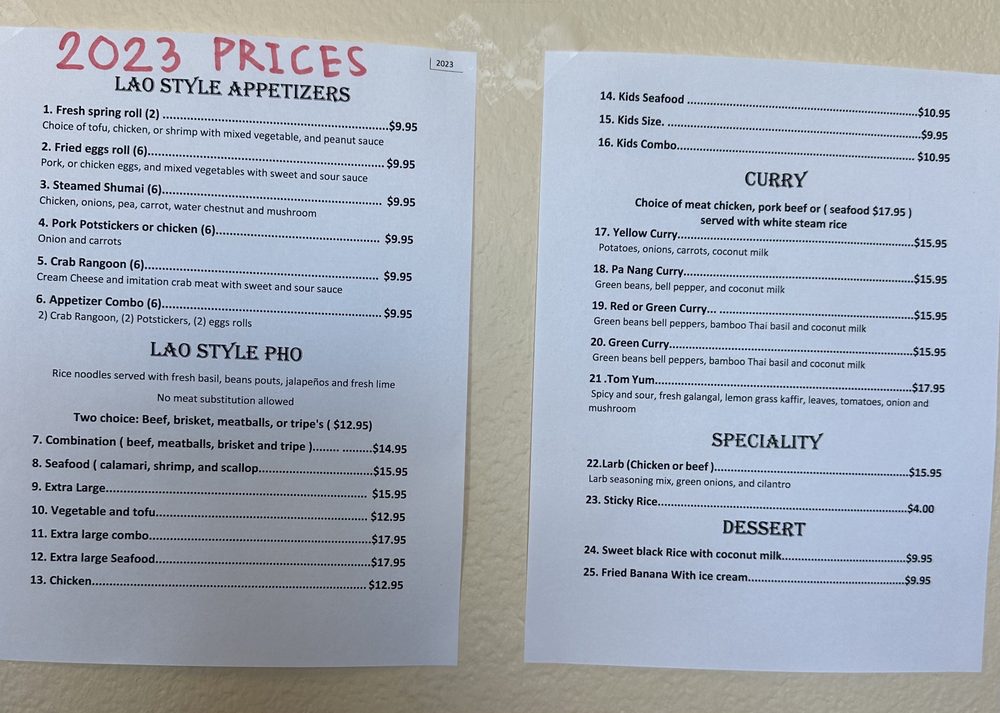 2023 PRICES
2023
LAO STYLE APPETIZERS
1. Fresh spring roll (2) ........................................................$9.95
Choice of tofu, chicken, or shrimp with mixed vegetable, and peanut sauce
2. Fried eggs roll (6)............................................................ $9.95
Pork, or chicken eggs, and mixed vegetables with sweet and sour sauce
3. Steamed Shumai (6)......................................................... $9.95
Chicken, onions, pea, carrot, water chestnut and mushroom
4. Pork Potstickers or chicken (6)......................................... $9.95
Onion and carrots
5. Crab Rangoon (6)............................................................. $9.95
Cream Cheese and imitation crab meat with sweet and sour sauce
6. Appetizer Combo (6)........................................................ $9.95
2) Crab Rangoon, (2) Potstickers, (2) eggs rolls
LAO STYLE PHO
Rice noodles served with fresh basil, beans pouts, jalapeños and fresh lime
No meat substitution allowed
Two choice: Beef, brisket, meatballs, or tripe's ( $12.95)
7. Combination ( beef, meatballs, brisket and tripe )........ .........$14.95
8. Seafood ( calamari, shrimp, and scallop............................$15.95
9. Extra Large.................................................................... $15.95
10. Vegetable and tofu....................................................... $12.95
11. Extra large combo.........................................................$17.95
12. Extra large Seafood.......................................................$17.95
13. Chicken....................................................................... $12.95
14. Kids Seafood ............................................................$10.95
15. Kids Size. .................................................................$9.95
16. Kids Combo.............................................................. $10.95
CURRY
Choice of meat chicken, pork beef or ( seafood $17.95 )
served with white steam rice
17. Yellow Curry.............................................................$15.95
Potatoes, onions, carrots, coconut milk
18. Pa Nang Curry...........................................................$15.95
Green beans, bell pepper, and coconut milk
19. Red or Green Curry... ..................................................$15.95
Green beans bell peppers, bamboo Thai basil and coconut milk
20. Green Curry..............................................................$15.95
Green beans bell peppers, bamboo Thai basil and coconut milk
21 .Tom Yum..................................................................$17.95
Spicy and sour, fresh galangal, lemon grass kaffir, leaves, tomatoes, onion and
mushroom
SPECIALITY
22.Larb (Chicken or beef )..................................................$15.95
Larb seasoning mix, green onions, and cilantro
23. Sticky Rice................................................................$4.00
DESSERT
24. Sweet black Rice with coconut milk................................$9.95
25. Fried Banana With ice cream........................................$9.95